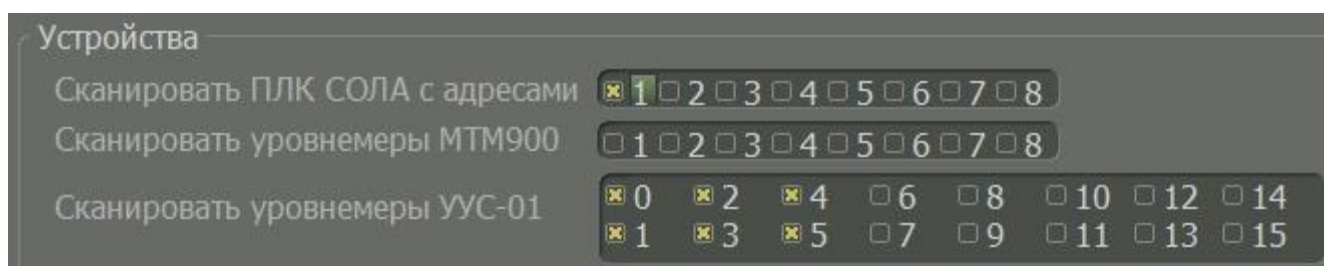 Устройства
Сканировать ПЛК СОЛА с адресами 1 2 3 4 5 6 7 8
Сканировать уровнемеры МТМ900 1 2 3 4 5 6 7 8
Сканировать уровнемеры УУС-01
0 2 4 6 8 10 12 14
1 3 5 7 9 11 13 15